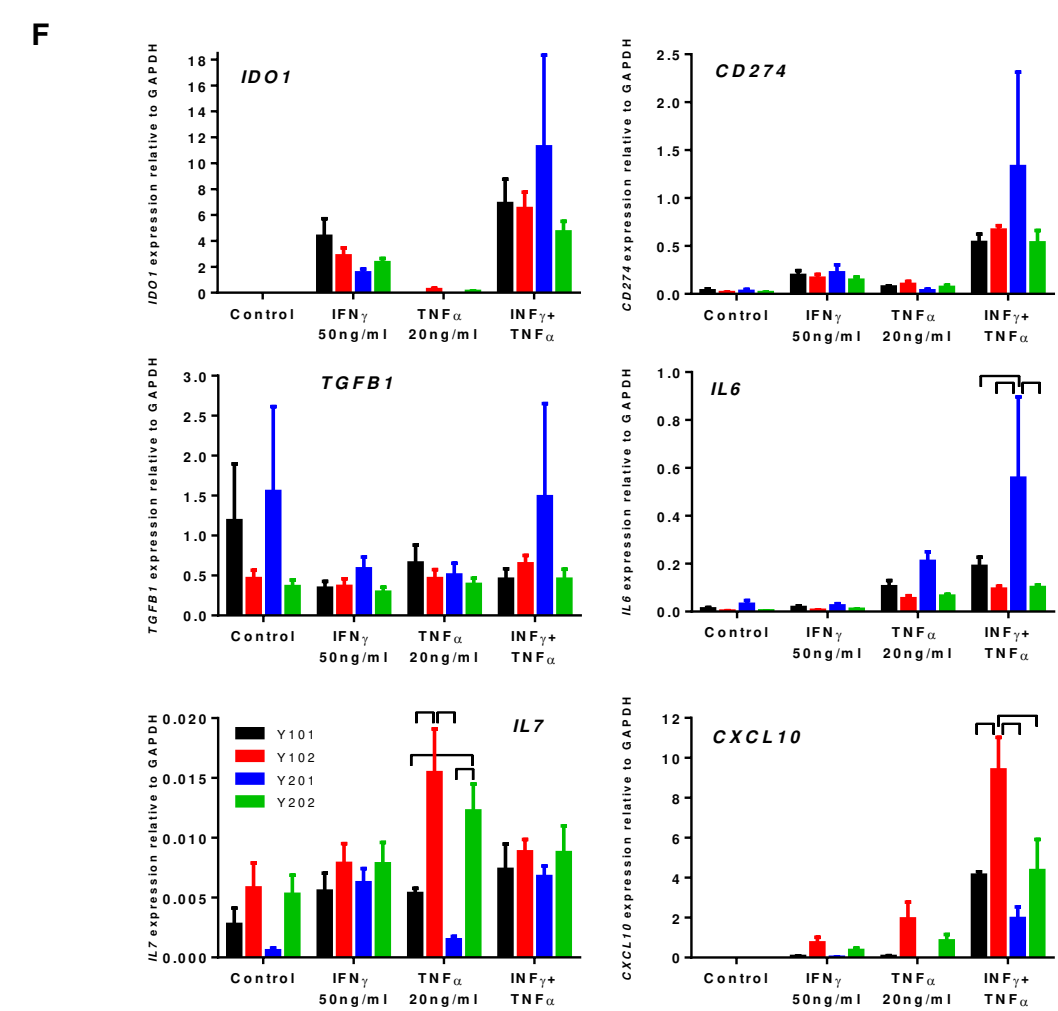 F
IDO1 expression relative to GAPDH
IDO1
18
16
14
12
10
8
6
4
2
0
Control
IFNγ
50ng/ml
TNFα
20ng/ml
INFγ+
TNFα
CD274 expression relative to GAPDH
CD274
2.5
2.0
1.5
1.0
0.5
0.0
Control
IFNγ
50ng/ml
TNFα
20ng/ml
INFγ+
TNFα
TGFB1 expression relative to GAPDH
TGFB1
3.0
2.5
2.0
1.5
1.0
0.5
0.0
Control
IFNγ
50ng/ml
TNFα
20ng/ml
INFγ+
TNFα
IL6 expression relative to GAPDH
IL6
1.0
0.8
0.6
0.4
0.2
0.0
Control
IFNγ
50ng/ml
TNFα
20ng/ml
INFγ+
TNFα
IL7 expression relative to GAPDH
IL7
0.020
0.015
0.010
0.005
0.000
Y101
Y102
Y201
Y202
Control
IFNγ
50ng/ml
TNFα
20ng/ml
INFγ+
TNFα
CXCL10 expression relative to GAPDH
CXCL10
12
10
8
6
4
2
0
Control
IFNγ
50ng/ml
TNFα
20ng/ml
INFγ+
TNFα